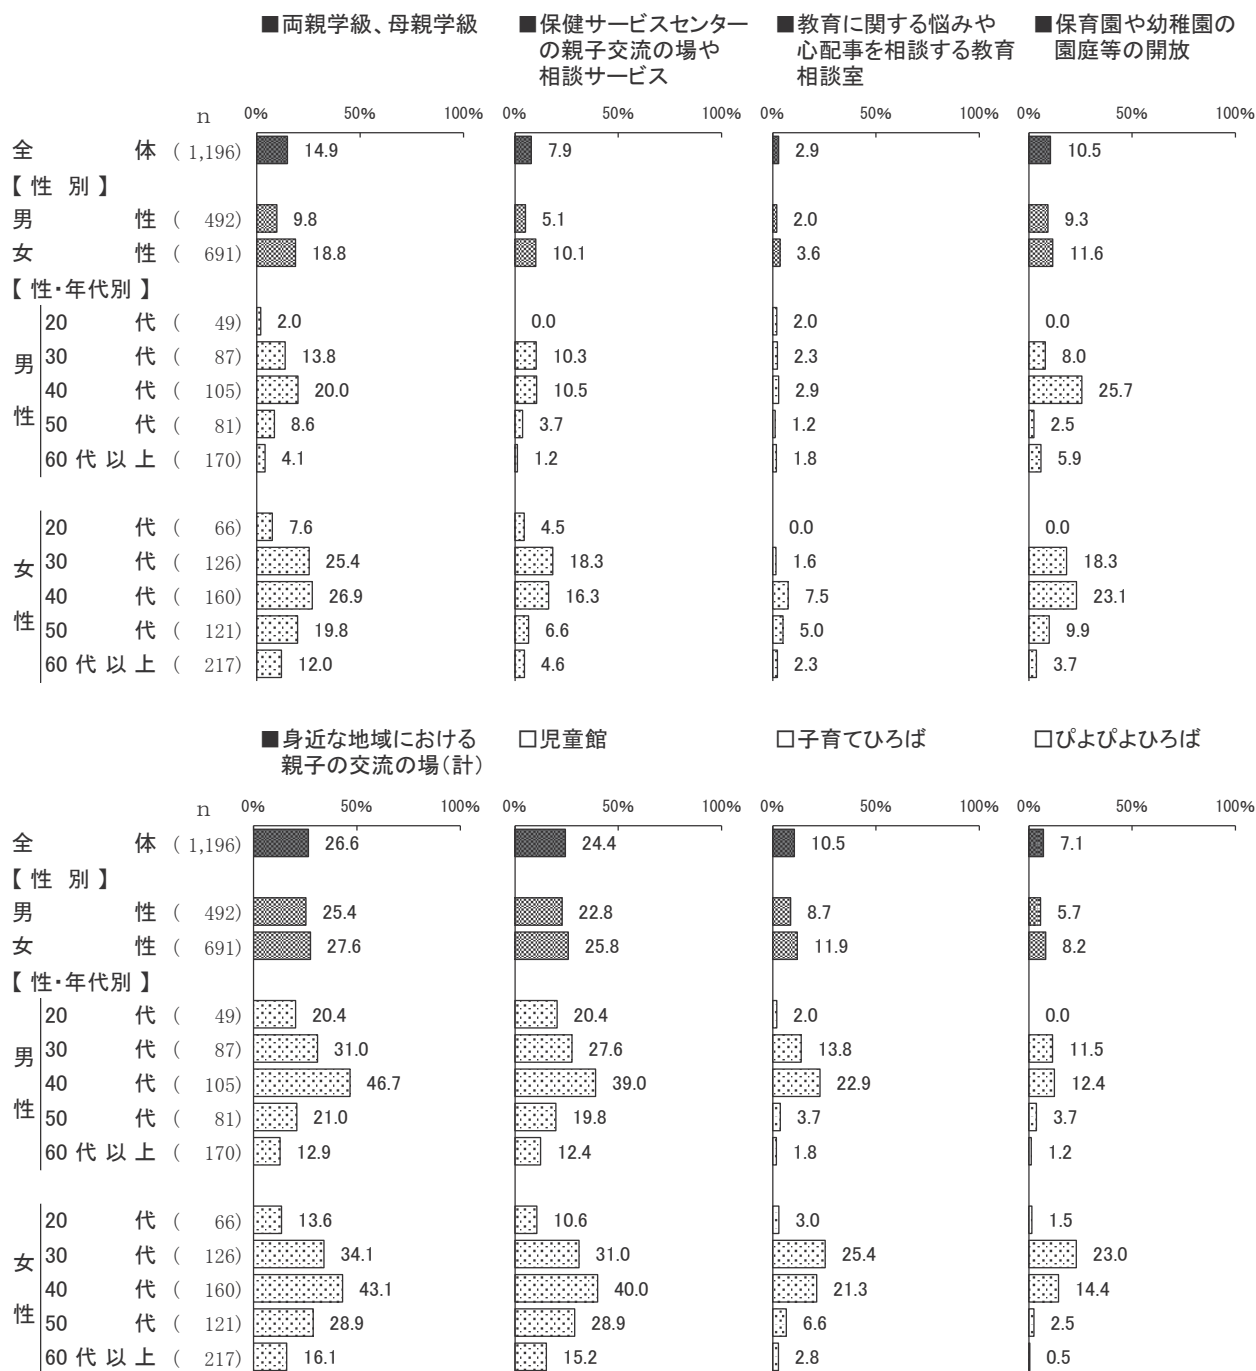 ■両親学級、母親学級 ■保健サービスセンター ■教育に関する悩みや ■保育園や幼稚園の
の親子交流の場や 心配事を相談する教育 園庭等の開放
相談サービス 相談室
n 0% 50% 100% 0% 50% 100% 0% 50% 100% 0% 50% 100%
全体 (1,196) 14.9 7.9 2.9 10.5
【性別】
男性 (492) 9.8 5.1 2.0 9.3
女性 (691) 18.8 10.1 3.6 11.6
【性・年代別】
男性
20代 (49) 2.0 0.0 2.0 0.0
30代 (87) 13.8 10.3 2.3 8.0
40代 (105) 20.0 10.5 2.9 25.7
50代 (81) 8.6 3.7 1.2 2.5
60代以上 (170) 4.1 1.2 1.8 5.9
女性
20代 (66) 7.6 4.5 0.0 0.0
30代 (126) 25.4 18.3 1.6 18.3
40代 (160) 26.9 16.3 7.5 23.1
50代 (121) 19.8 6.6 5.0 9.9
60代以上 (217) 12.0 4.6 2.3 3.7
■身近な地域における □児童館 □子育てひろば □ぴよぴよひろば
親子の交流の場(計)
n 0% 50% 100% 0% 50% 100% 0% 50% 100% 0% 50% 100%
全体 (1,196) 26.6 24.4 10.5 7.1
【性別】
男性 (492) 25.4 22.8 8.7 5.7
女性 (691) 27.6 25.8 11.9 8.2
【性・年代別】
男性
20代 (49) 20.4 20.4 2.0 0.0
30代 (87) 31.0 27.6 13.8 11.5
40代 (105) 46.7 39.0 22.9 12.4
50代 (81) 21.0 19.8 3.7 3.7
60代以上 (170) 12.9 12.4 1.8 1.2
女性
20代 (66) 13.6 10.6 3.0 1.5
30代 (126) 34.1 31.0 25.4 23.0
40代 (160) 43.1 40.0 21.3 14.4
50代 (121) 28.9 28.9 6.6 2.5
60代以上 (217) 16.1 15.2 2.8 0.5